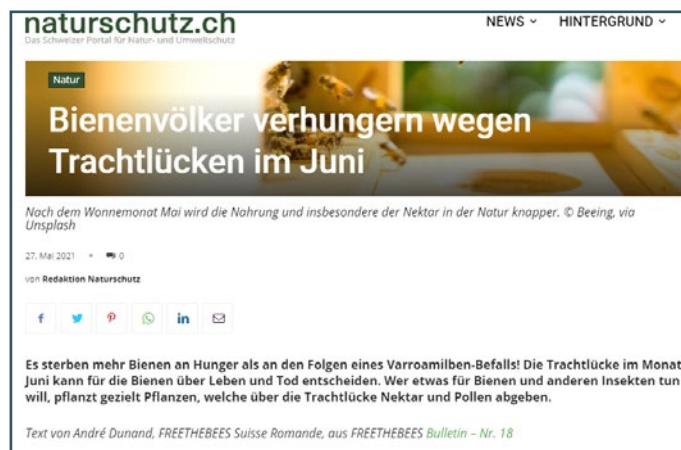 naturschutz.ch
NEWS
HINTERGRUND
Das Schweizer Portal für Natur- und Umweltschutz
Natur
Bienenvölker verhungern wegen
Trachtlücken im Juni
Nach dem Wonnemonat Mai wird die Nahrung und insbesondere der Nektar in der Natur knapper. © Beeing, via
Unsplash
27. Mai 2021 • 0
von Redaktion Naturschutz
Es sterben mehr Bienen an Hunger als an den Folgen eines Varroamilben-Befalls! Die Trachtlücke im Monat
Juni kann für die Bienen über Leben und Tod entscheiden. Wer etwas für Bienen und anderen Insekten tun
will, pflanzt gezielt Pflanzen, welche über die Trachtlücke Nektar und Pollen abgeben.
Text von André Dunand, FREETHEBEES Suisse Romande, aus FREETHEBEES Bulletin – Nr. 18